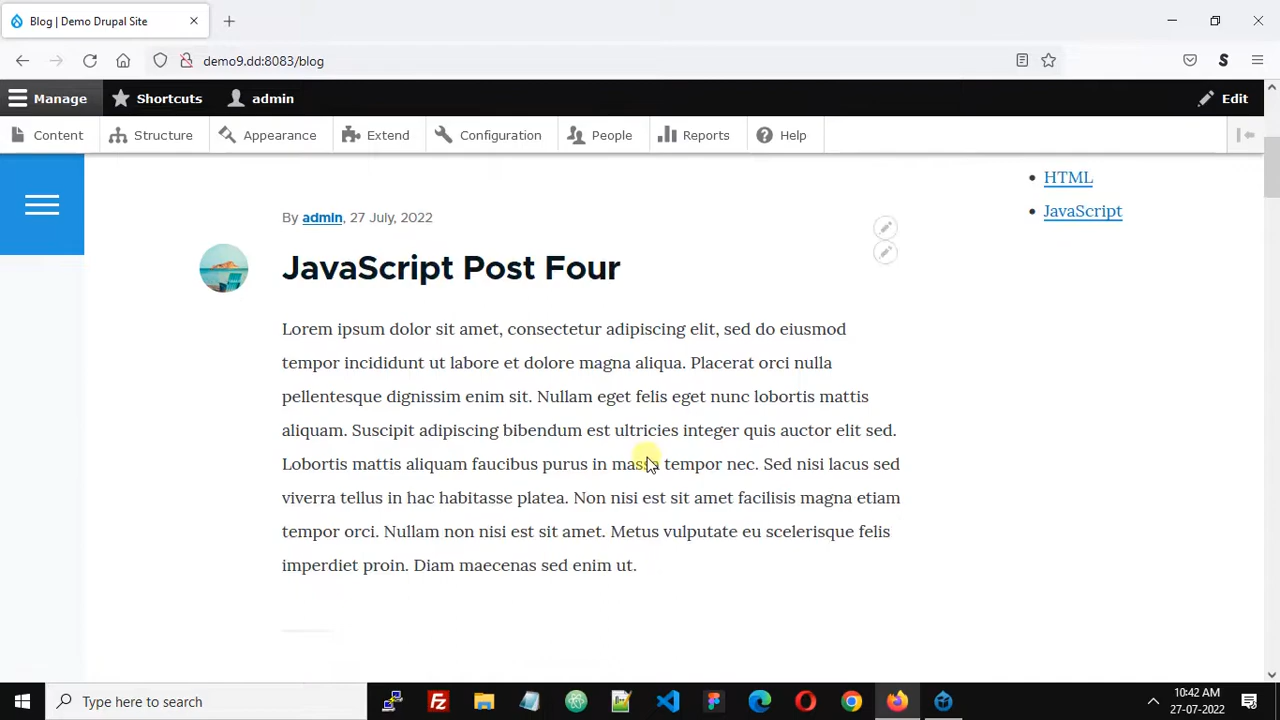 Blog | Demo Drupal Site
demo9.dd:8083/blog
S
Manage
Shortcuts
admin
Edit
Content
Structure
Appearance
Extend
Configuration
People
Reports
Help
HTML
JavaScript
By admin, 27 July, 2022
JavaScript Post Four
Lorem ipsum dolor sit amet, consectetur adipiscing elit, sed do eiusmod
tempor incididunt ut labore et dolore magna aliqua. Placerat orci nulla
pellentesque dignissim enim sit. Nullam eget felis eget nunc lobortis mattis
aliquam. Suscipit adipiscing bibendum est ultricies integer quis auctor elit sed.
Lobortis mattis aliquam faucibus purus in massa tempor nec. Sed nisi lacus sed
viverra tellus in hac habitasse platea. Non nisi est sit amet facilisis magna etiam
tempor orci. Nullam non nisi est sit amet. Metus vulputate eu scelerisque felis
imperdiet proin. Diam maecenas sed enim ut.
Type here to search
10:42 AM
27-07-2022